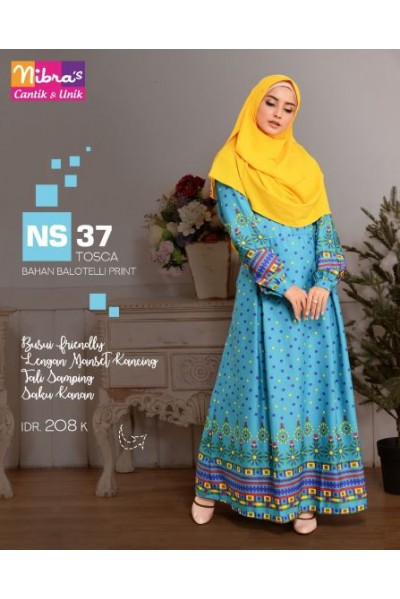 Nibra's
Cantik & Unik
NS 37
TOSCA
BAHAN BALOTELLI PRINT
Busui friendly
Lengan Manset Kancing
Tali Samping
Saku Kanan
IDR. 208 K